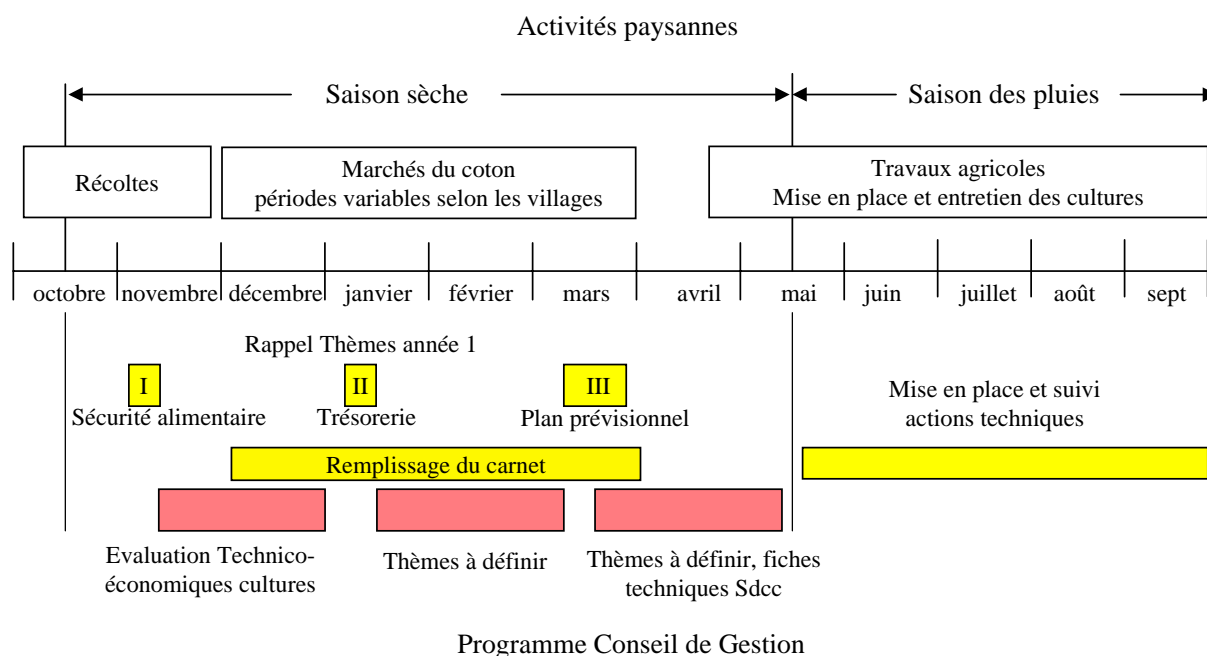 Activités paysannes
Saison sèche
Saison des pluies
Récoltes
Marchés du coton
périodes variables selon les villages
Travaux agricoles
Mise en place et entretien des cultures
octobre novembre décembre janvier février mars avril mai juin juillet août sept
Rappel Thèmes année 1
I
II
III
Sécurité alimentaire
Trésorerie
Plan prévisionnel
Mise en place et suivi
actions techniques
Remplissage du carnet
Evaluation Technico-
économiques cultures
Thèmes à définir
Thèmes à définir, fiches
techniques Sdcc
Programme Conseil de Gestion